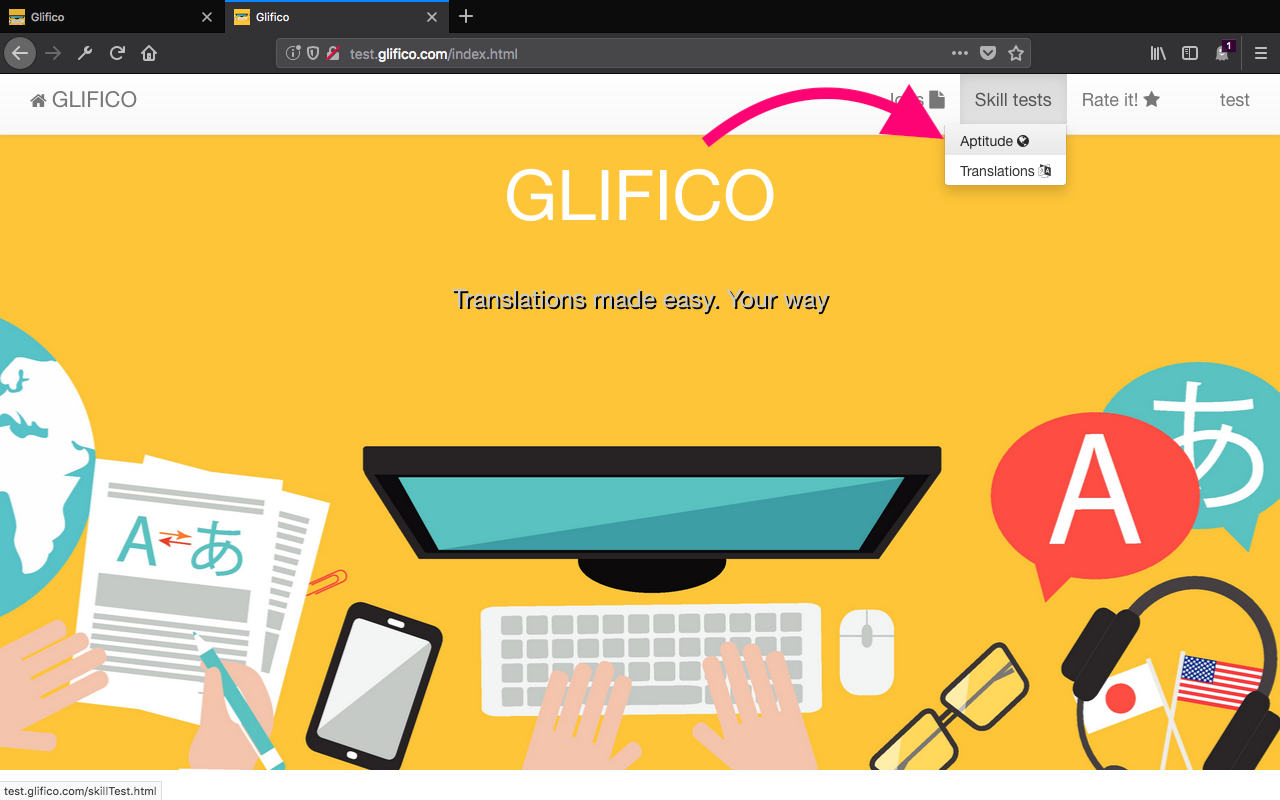 Glifico
Glifico
test.glifico.com/index.html
1
GLIFICO
Skill tests
Rate it!
test
Aptitude
Translations
GLIFICO
Translations made easy. Your way
A あ
A あ
test.glifico.com/skillTest.html